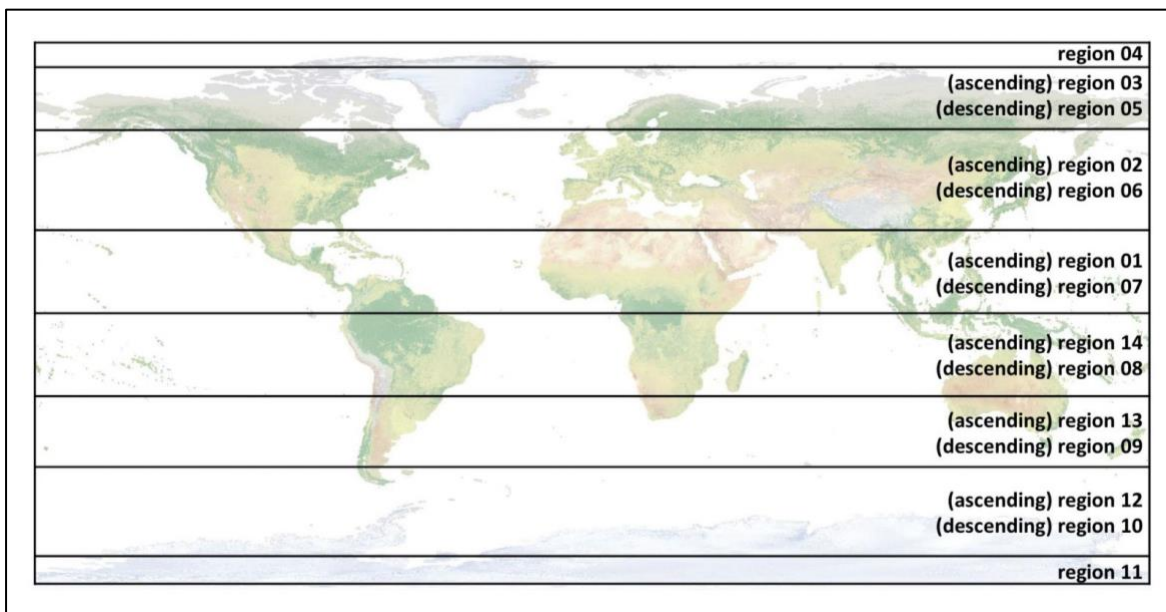 region 04
(ascending) region 03
(descending) region 05
(ascending) region 02
(descending) region 06
(ascending) region 01
(descending) region 07
(ascending) region 14
(descending) region 08
(ascending) region 13
(descending) region 09
(ascending) region 12
(descending) region 10
region 11